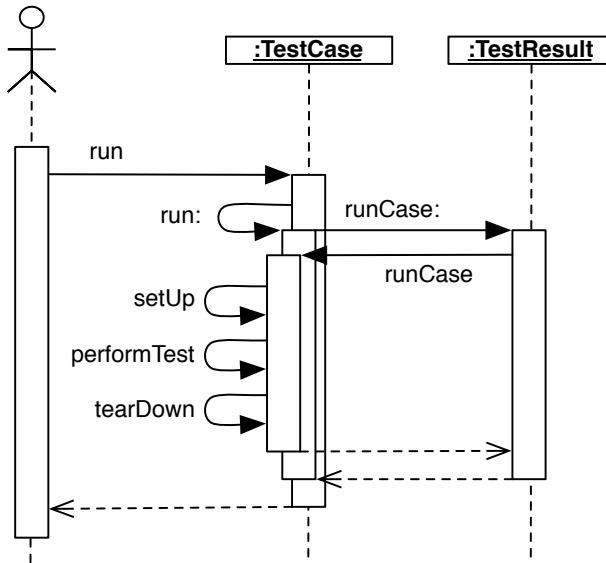 :TestCase
:TestResult
run
run:
runCase:
runCase
setUp
performTest
tearDown